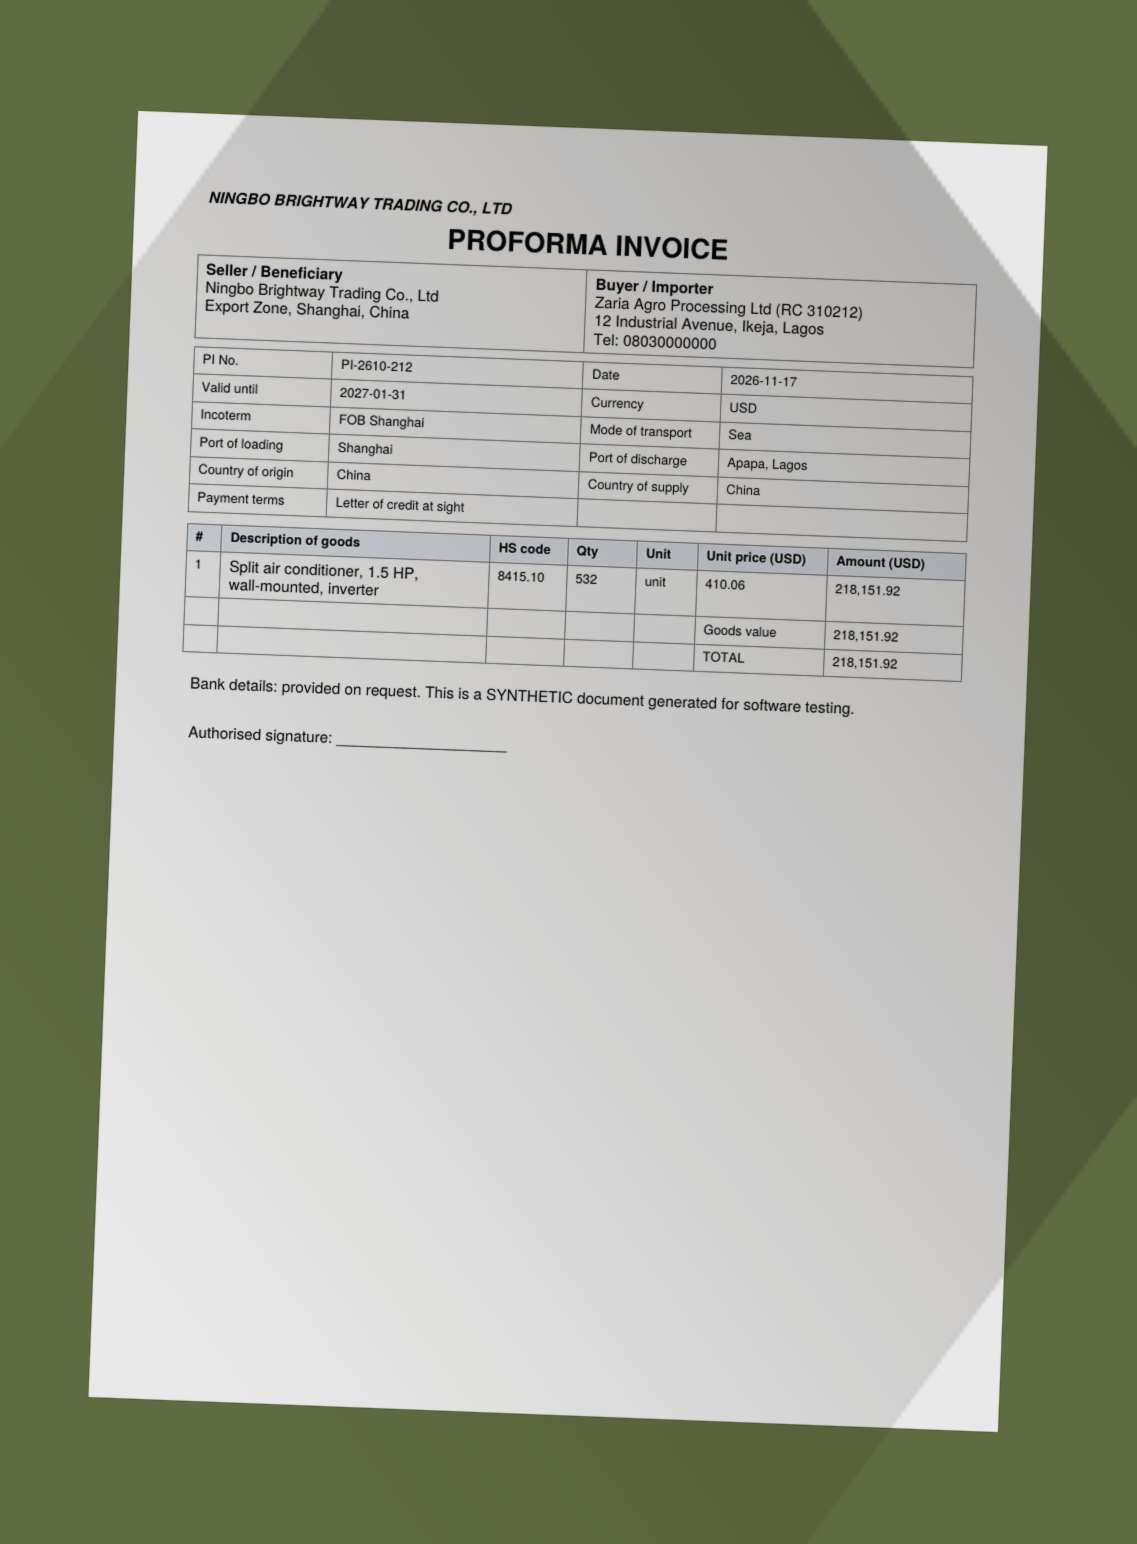 NINGBO BRIGHTWAY TRADING CO., LTD
PROFORMA INVOICE
Seller / Beneficiary
Ningbo Brightway Trading Co., Ltd
Export Zone, Shanghai, China
Buyer / Importer
Zaria Agro Processing Ltd (RC 310212)
12 Industrial Avenue, Ikeja, Lagos
Tel: 08030000000
PI No. PI-2610-212 Date 2026-11-17
Valid until 2027-01-31 Currency USD
Incoterm FOB Shanghai Mode of transport Sea
Port of loading Shanghai Port of discharge Apapa, Lagos
Country of origin China Country of supply China
Payment terms Letter of credit at sight
# Description of goods HS code Qty Unit Unit price (USD) Amount (USD)
1 Split air conditioner, 1.5 HP, 8415.10 532 unit 410.06 218,151.92
wall-mounted, inverter
Goods value 218,151.92
TOTAL 218,151.92
Bank details: provided on request. This is a SYNTHETIC document generated for software testing.
Authorised signature: ____________________